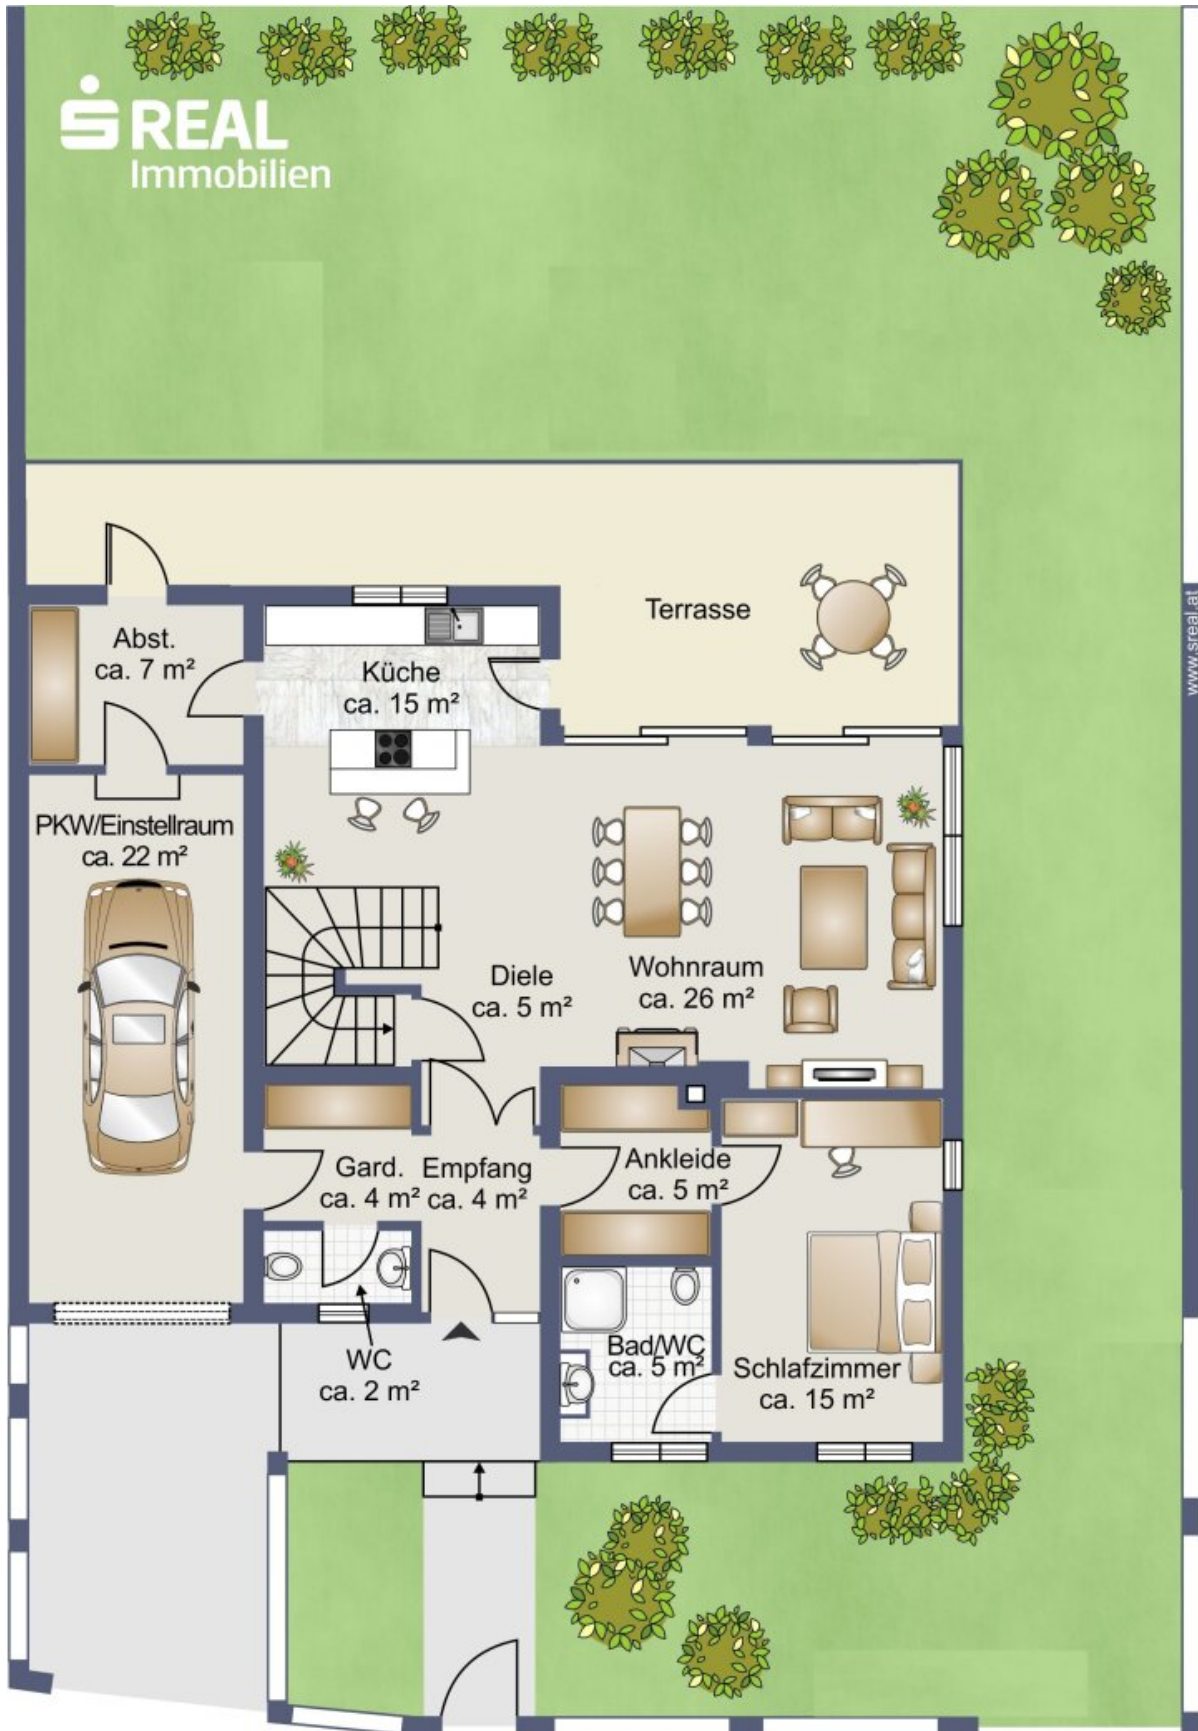 S REAL
Immobilien
www.sreal.at
Terrasse
Abst.
ca. 7 m²
Küche
ca. 15 m²
PKW/Einstellraum
ca. 22 m²
Diele
ca. 5 m²
Wohnraum
ca. 26 m²
Gard.
ca. 4 m²
Empfang
ca. 4 m²
Ankleide
ca. 5 m²
WC
ca. 2 m²
Bad/WC
ca. 5 m²
Schlafzimmer
ca. 15 m²